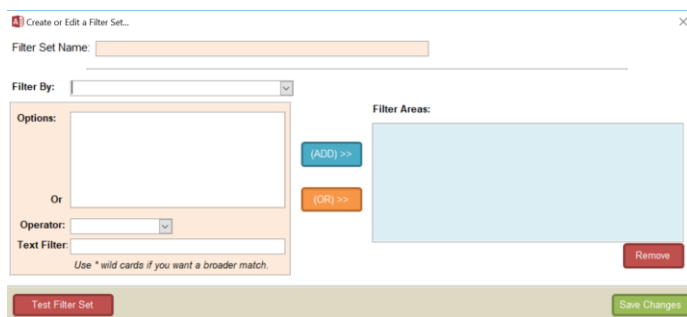 Create or Edit a Filter Set...
Filter Set Name:
Filter By:
Filter Areas:
Options:
(ADD) >>
Or
(OR) >>
Operator:
Text Filter:
Use * wild cards if you want a broader match.
Remove
Test Filter Set
Save Changes